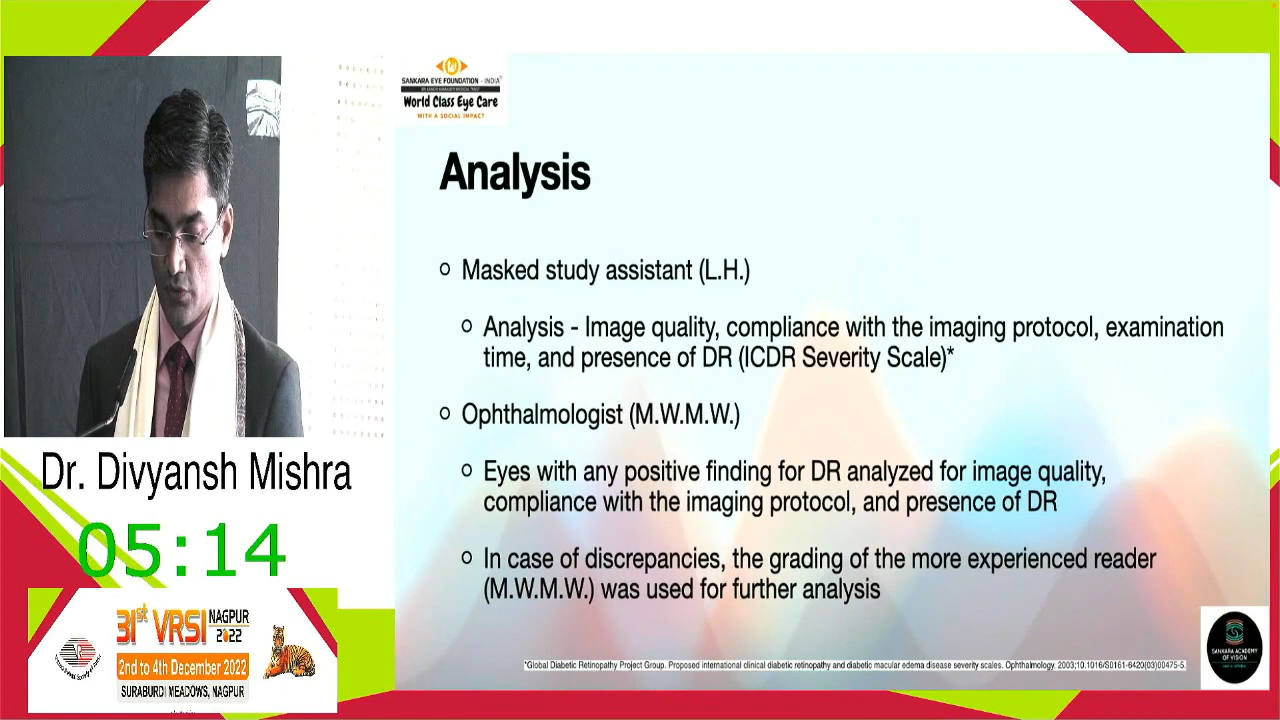 SANKARA EYE FOUNDATION - INDIA
World Class Eye Care
WITH A SOCIAL IMPACT
Analysis
Masked study assistant (L.H.)
Analysis - Image quality, compliance with the imaging protocol, examination
time, and presence of DR (ICDR Severity Scale)*
Ophthalmologist (M.W.M.W.)
Eyes with any positive finding for DR analyzed for image quality,
compliance with the imaging protocol, and presence of DR
In case of discrepancies, the grading of the more experienced reader
(M.W.M.W.) was used for further analysis
*Global Diabetic Retinopathy Project Group. Proposed international clinical diabetic retinopathy and diabetic macular edema disease severity scales. Ophthalmology, 2003;10.1016/S0161-6420(03)00475-5.
SANKARA ACADEMY
OF VISION
Dr. Divyansh Mishra
05:14
31st VRSI NAGPUR
2022
2nd to 4th December 2022
SURABURDI MEADOWS, NAGPUR